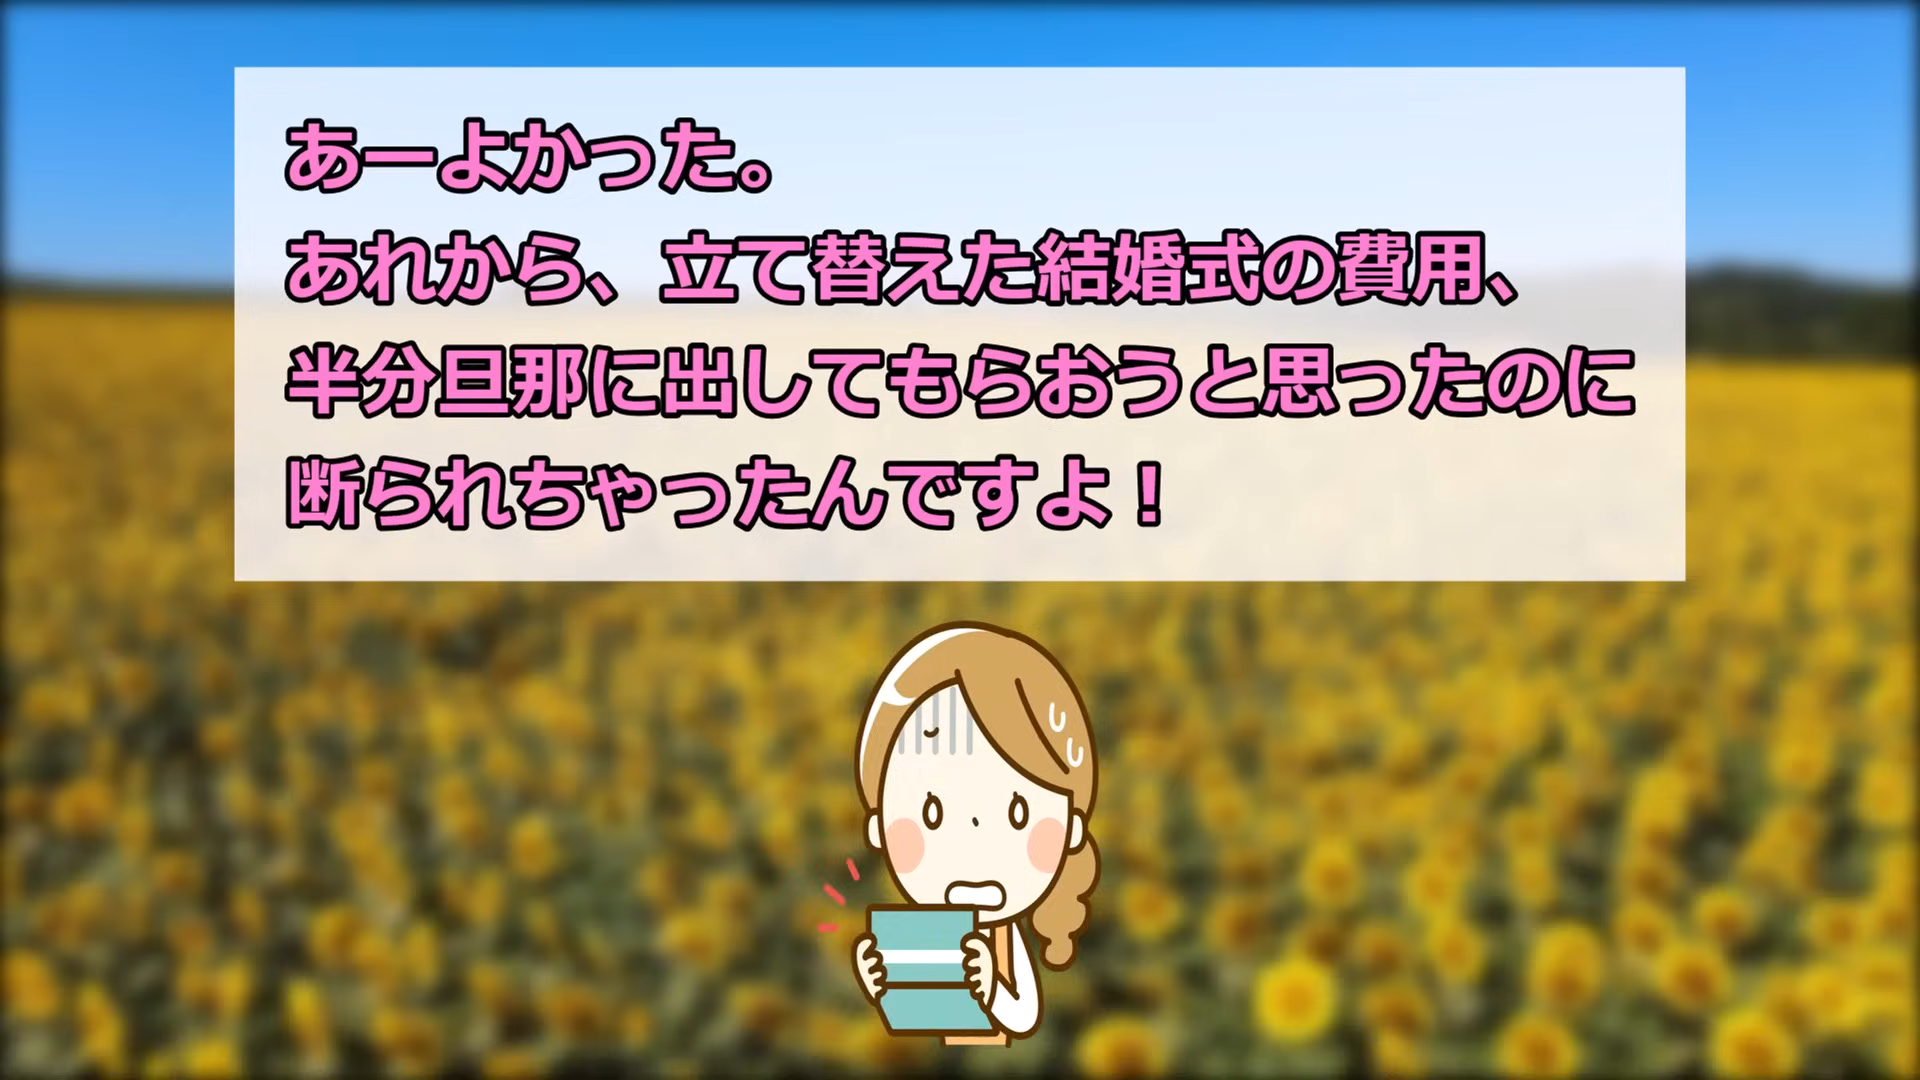 あーよかった。
あれから、立て替えた結婚式の費用、
半分旦那に出してもらおうと思ったのに
断られちゃったんですよ！